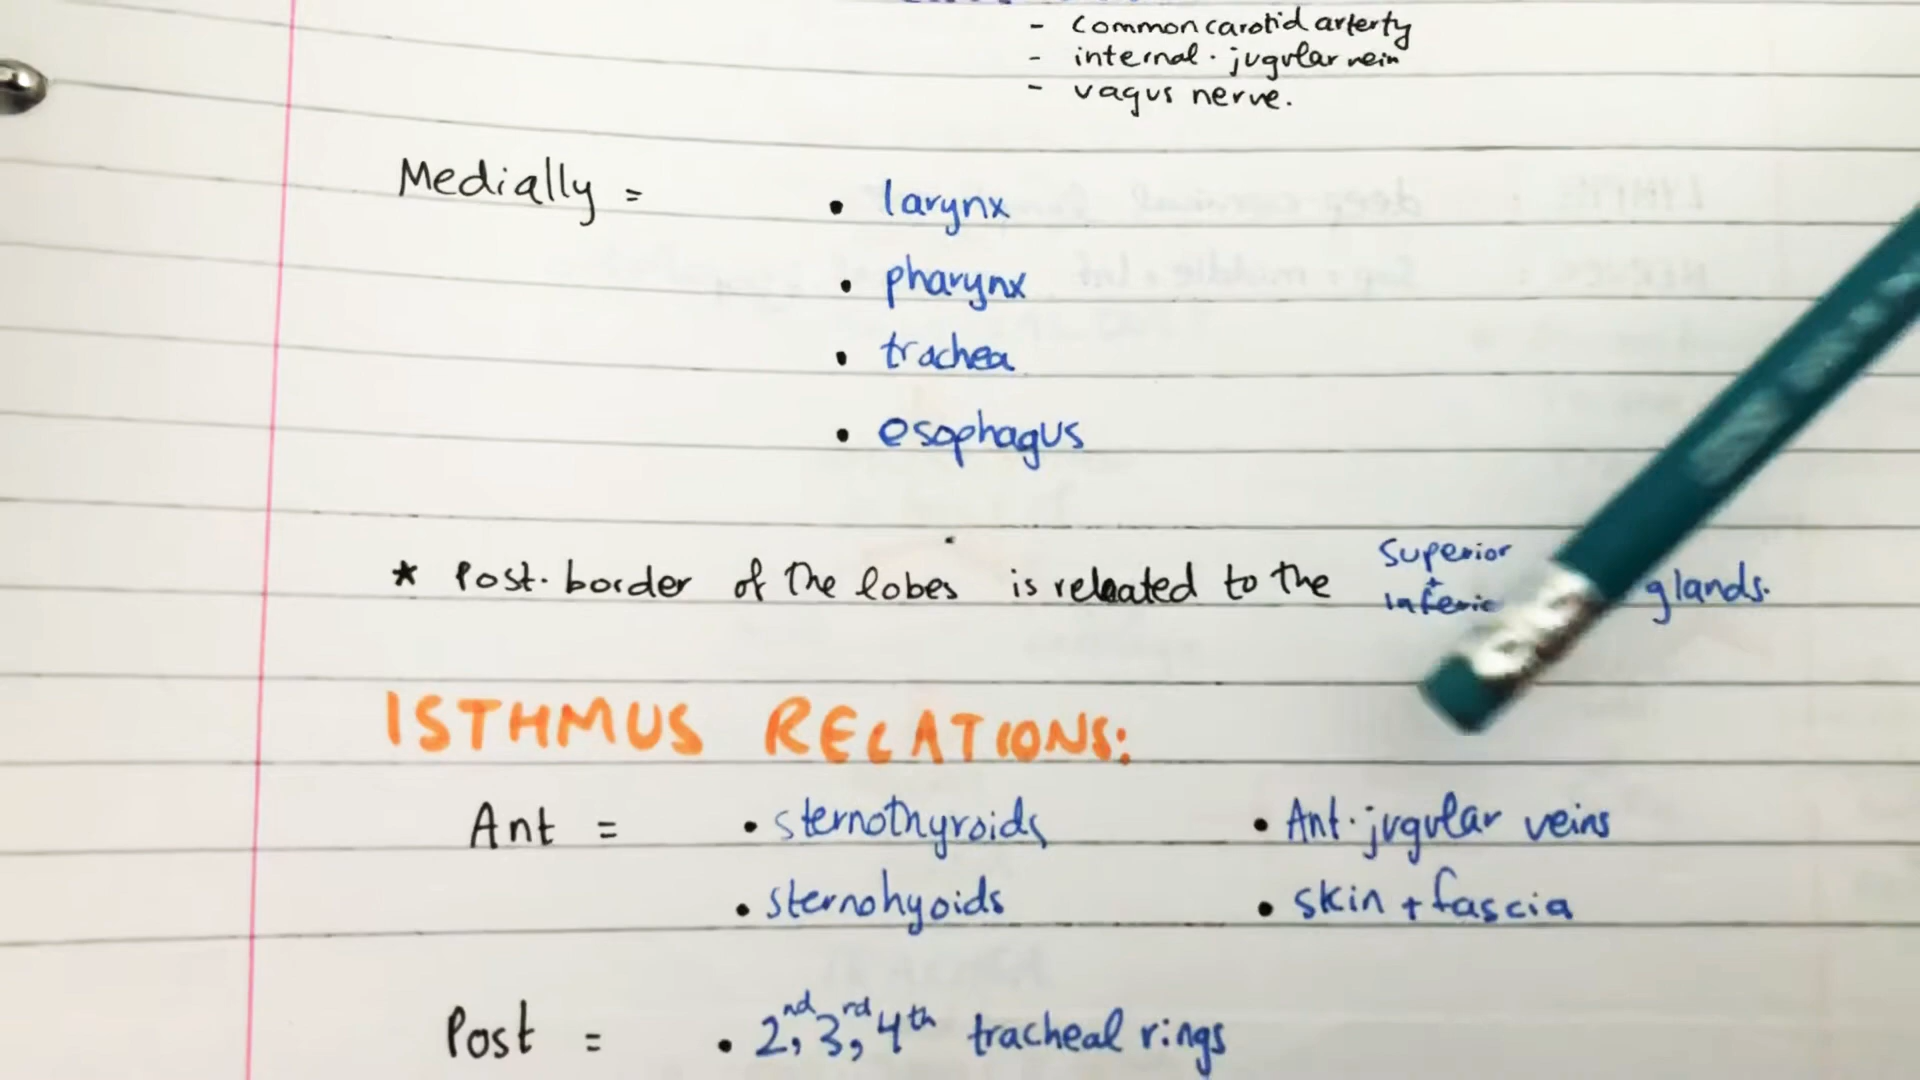 - common carotid arterty
- internal. jugular vein
- vagus nerve.
Medially =
• larynx
• pharynx
• trachea
• esophagus
* Post. border of the lobes is releated to the superior + glands.
ISTHMUS RELATIONS:
Ant = • sternothyroids • Ant. jugular veins
• sternohyoids • skin + fascia
Post = • 2nd, 3rd, 4th tracheal rings